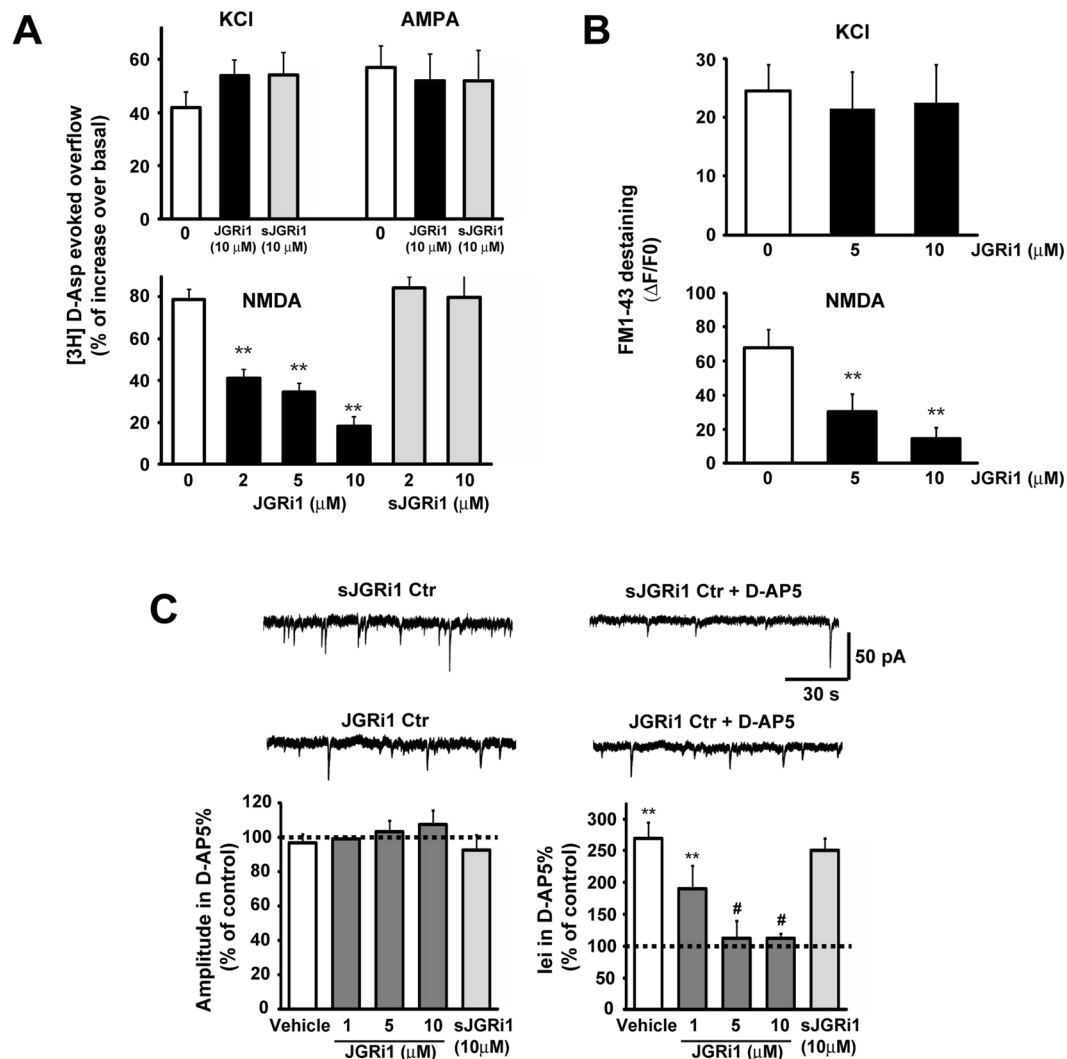 A
KCl
AMPA
60
40
20
0
0
JGRi1
(10 μM)
sJGRi1
(10 μM)
0
JGRi1
(10 μM)
sJGRi1
(10 μM)
[3H] D-Asp evoked overflow
(% of increase over basal)
NMDA
80
60
40
20
0
**
**
**
0
2
5
10
2
10
JGRi1 (μM)
sJGRi1 (μM)
B
KCl
30
20
10
0
0
5
10
JGRi1 (μM)
FM1-43 destaining
(ΔF/F0)
NMDA
100
80
60
40
20
0
**
**
0
5
10
JGRi1 (μM)
C
sJGRi1 Ctr
sJGRi1 Ctr + D-AP5
50 pA
30 s
JGRi1 Ctr
JGRi1 Ctr + D-AP5
Amplitude in D-AP5%
(% of control)
120
100
80
60
40
20
0
Vehicle
1
5
10
sJGRi1
(10μM)
JGRi1 (μM)
Iei in D-AP5%
(% of control)
300
250
200
150
100
50
0
**
**
#
#
Vehicle
1
5
10
sJGRi1
(10μM)
JGRi1 (μM)